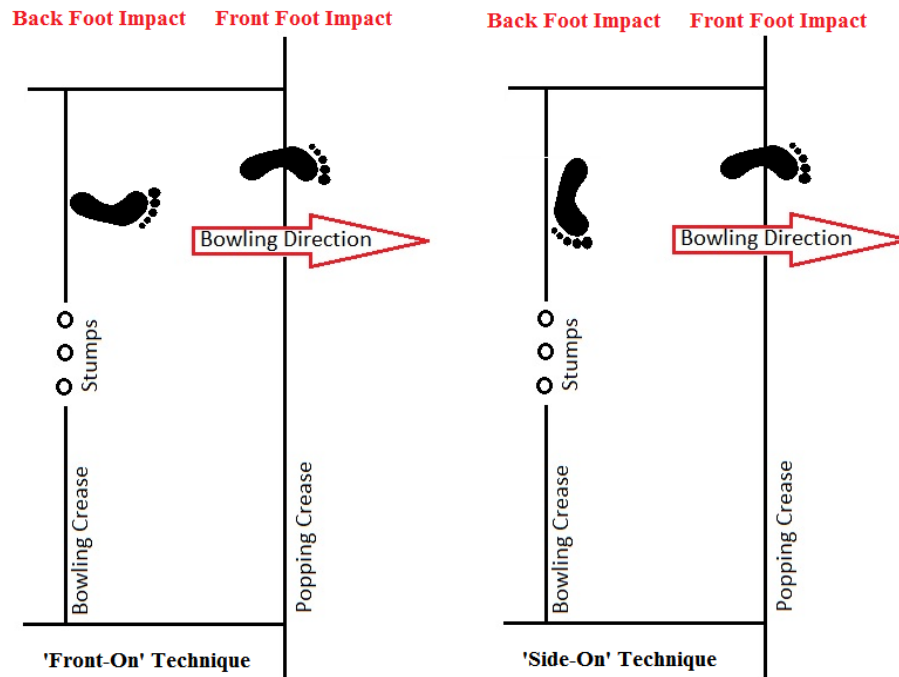 Back Foot Impact
Front Foot Impact
Bowling Direction
Stumps
Bowling Crease
Popping Crease
'Front-On' Technique
Back Foot Impact
Front Foot Impact
Bowling Direction
Stumps
Bowling Crease
Popping Crease
'Side-On' Technique